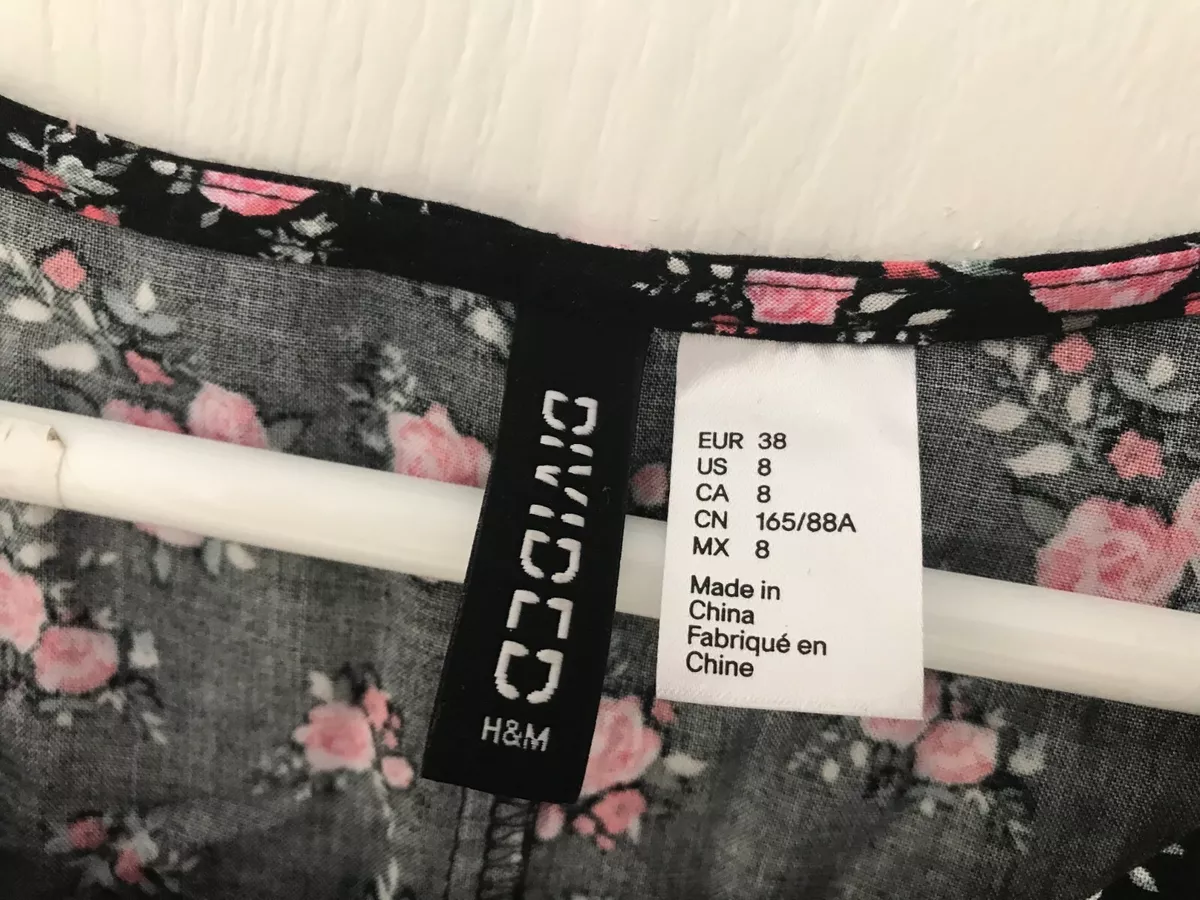 DIVIDED
H&M
EUR 38
US 8
CA 8
CN 165/88A
MX 8
Made in
China
Fabriqué en
Chine